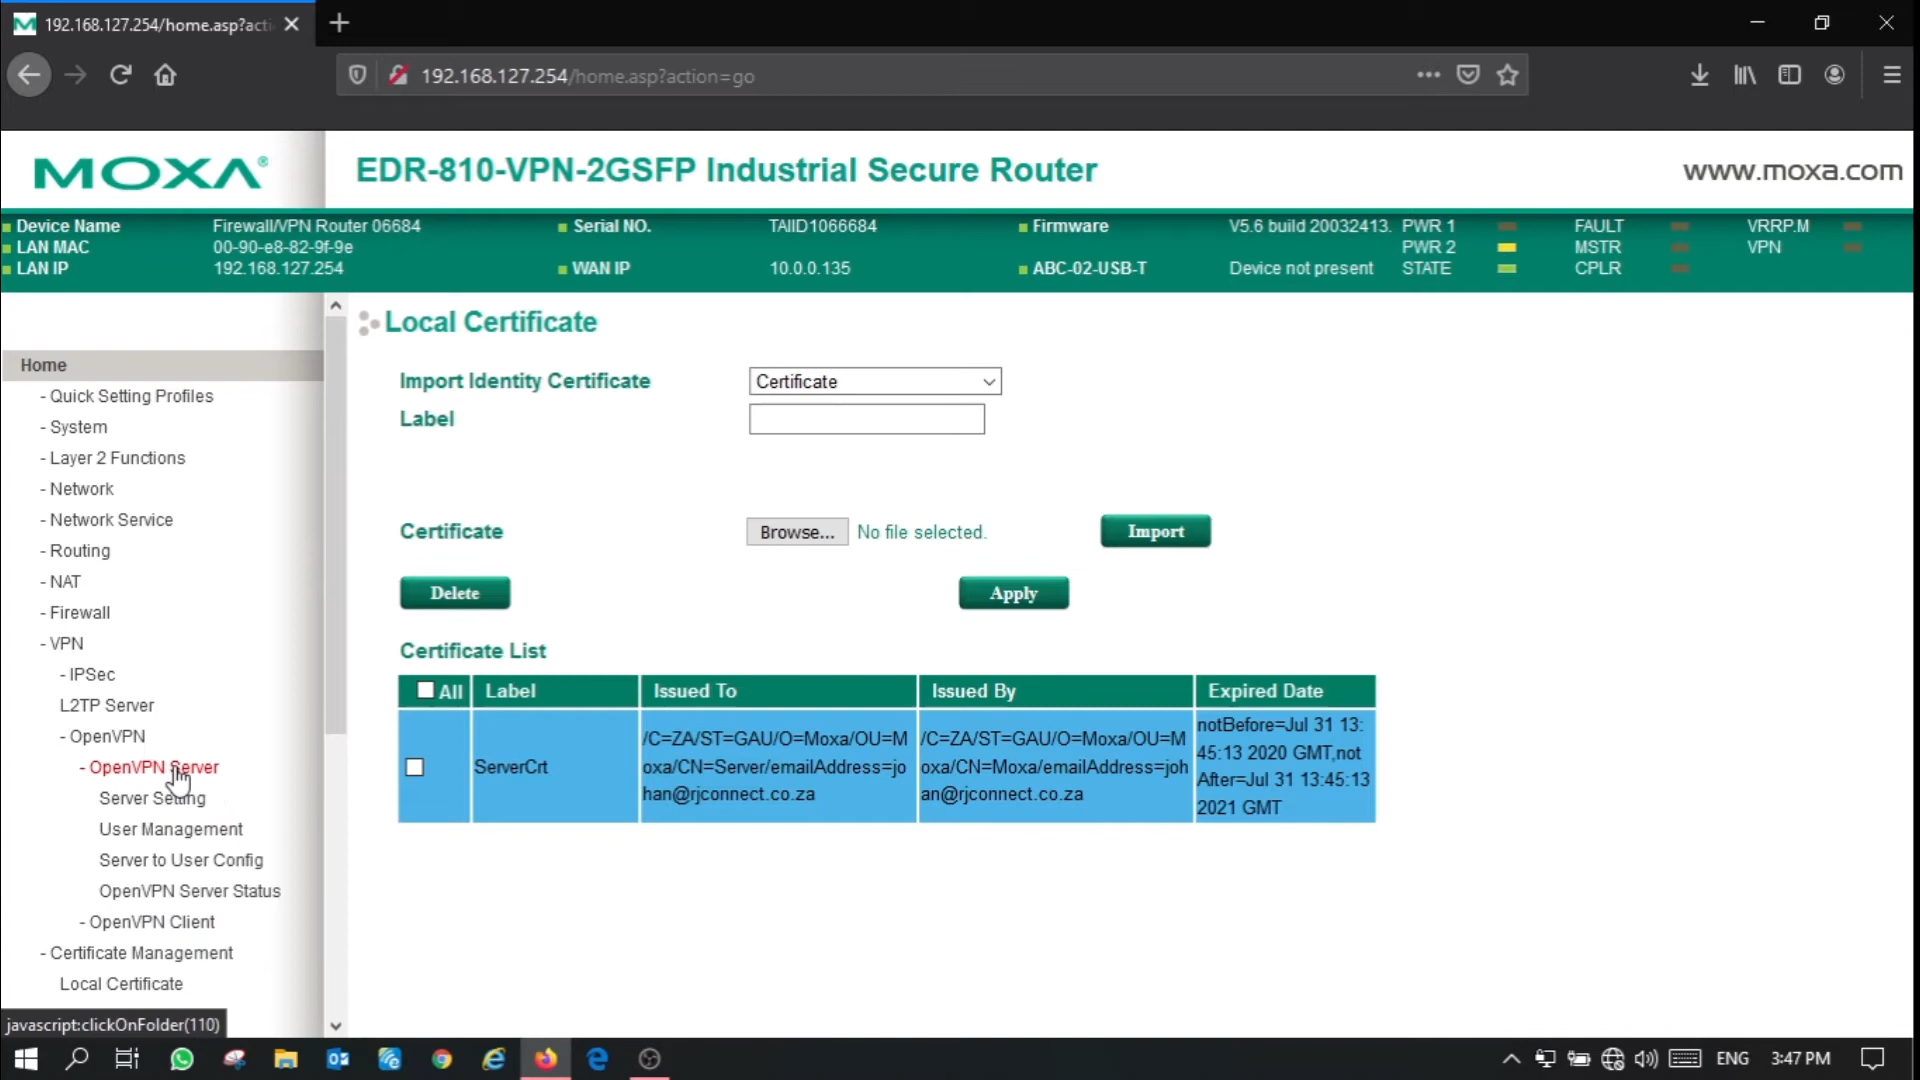 192.168.127.254/home.asp?acti
192.168.127.254/home.asp?action=go
MOXA®
EDR-810-VPN-2GSFP Industrial Secure Router
www.moxa.com
Device Name Firewall/VPN Router 06684 Serial NO. TAIID1066684 Firmware V5.6 build 20032413. PWR 1 FAULT VRRP.M
LAN MAC 00-90-e8-82-9f-9e PWR 2 MSTR VPN
LAN IP 192.168.127.254 WAN IP 10.0.0.135 ABC-02-USB-T Device not present STATE CPLR
Home
- Quick Setting Profiles
- System
- Layer 2 Functions
- Network
- Network Service
- Routing
- NAT
- Firewall
- VPN
- IPSec
L2TP Server
- OpenVPN
- OpenVPN Server
Server Setting
User Management
Server to User Config
OpenVPN Server Status
- OpenVPN Client
- Certificate Management
Local Certificate
javascript:clickOnFolder(110)
Local Certificate
Import Identity Certificate Certificate
Label
Certificate Browse... No file selected. Import
Delete Apply
Certificate List
All Label Issued To Issued By Expired Date
ServerCrt
/C=ZA/ST=GAU/O=Moxa/OU=M
oxa/CN=Server/emailAddress=jo
han@rjconnect.co.za
/C=ZA/ST=GAU/O=Moxa/OU=M
oxa/CN=Moxa/emailAddress=joh
an@rjconnect.co.za
notBefore=Jul 31 13:
45:13 2020 GMT,not
After=Jul 31 13:45:13
2021 GMT
ENG 3:47 PM